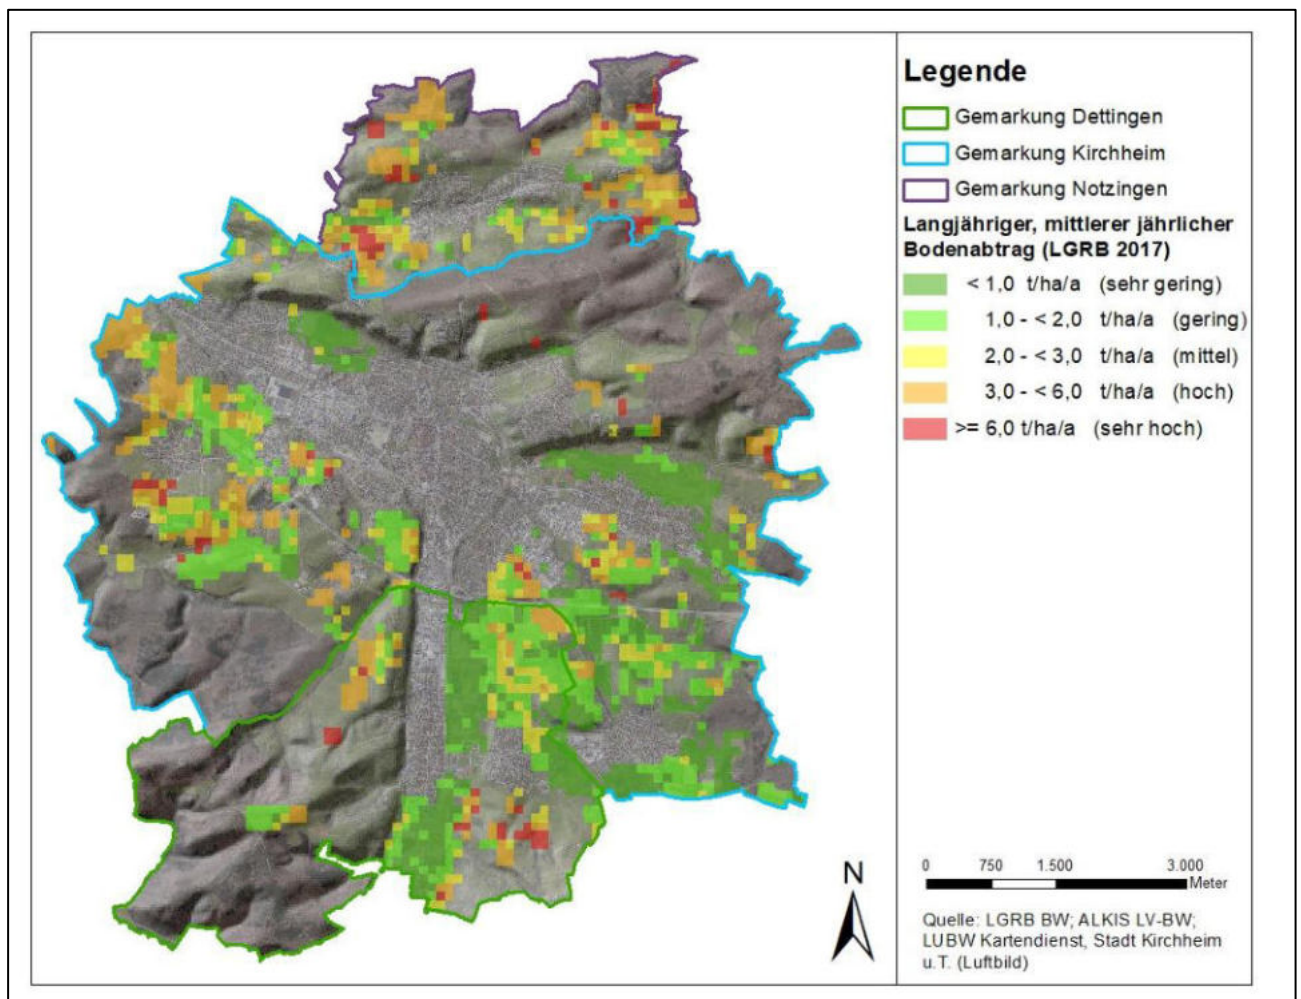 Legende
Gemarkung Dettingen
Gemarkung Kirchheim
Gemarkung Notzingen
Langjähriger, mittlerer jährlicher
Bodenabtrag (LGRB 2017)
< 1,0 t/ha/a (sehr gering)
1,0 - < 2,0 t/ha/a (gering)
2,0 - < 3,0 t/ha/a (mittel)
3,0 - < 6,0 t/ha/a (hoch)
>= 6,0 t/ha/a (sehr hoch)
N
0 750 1.500 3.000
Meter
Quelle: LGRB BW; ALKIS LV-BW;
LUBW Kartendienst, Stadt Kirchheim
u.T. (Luftbild)